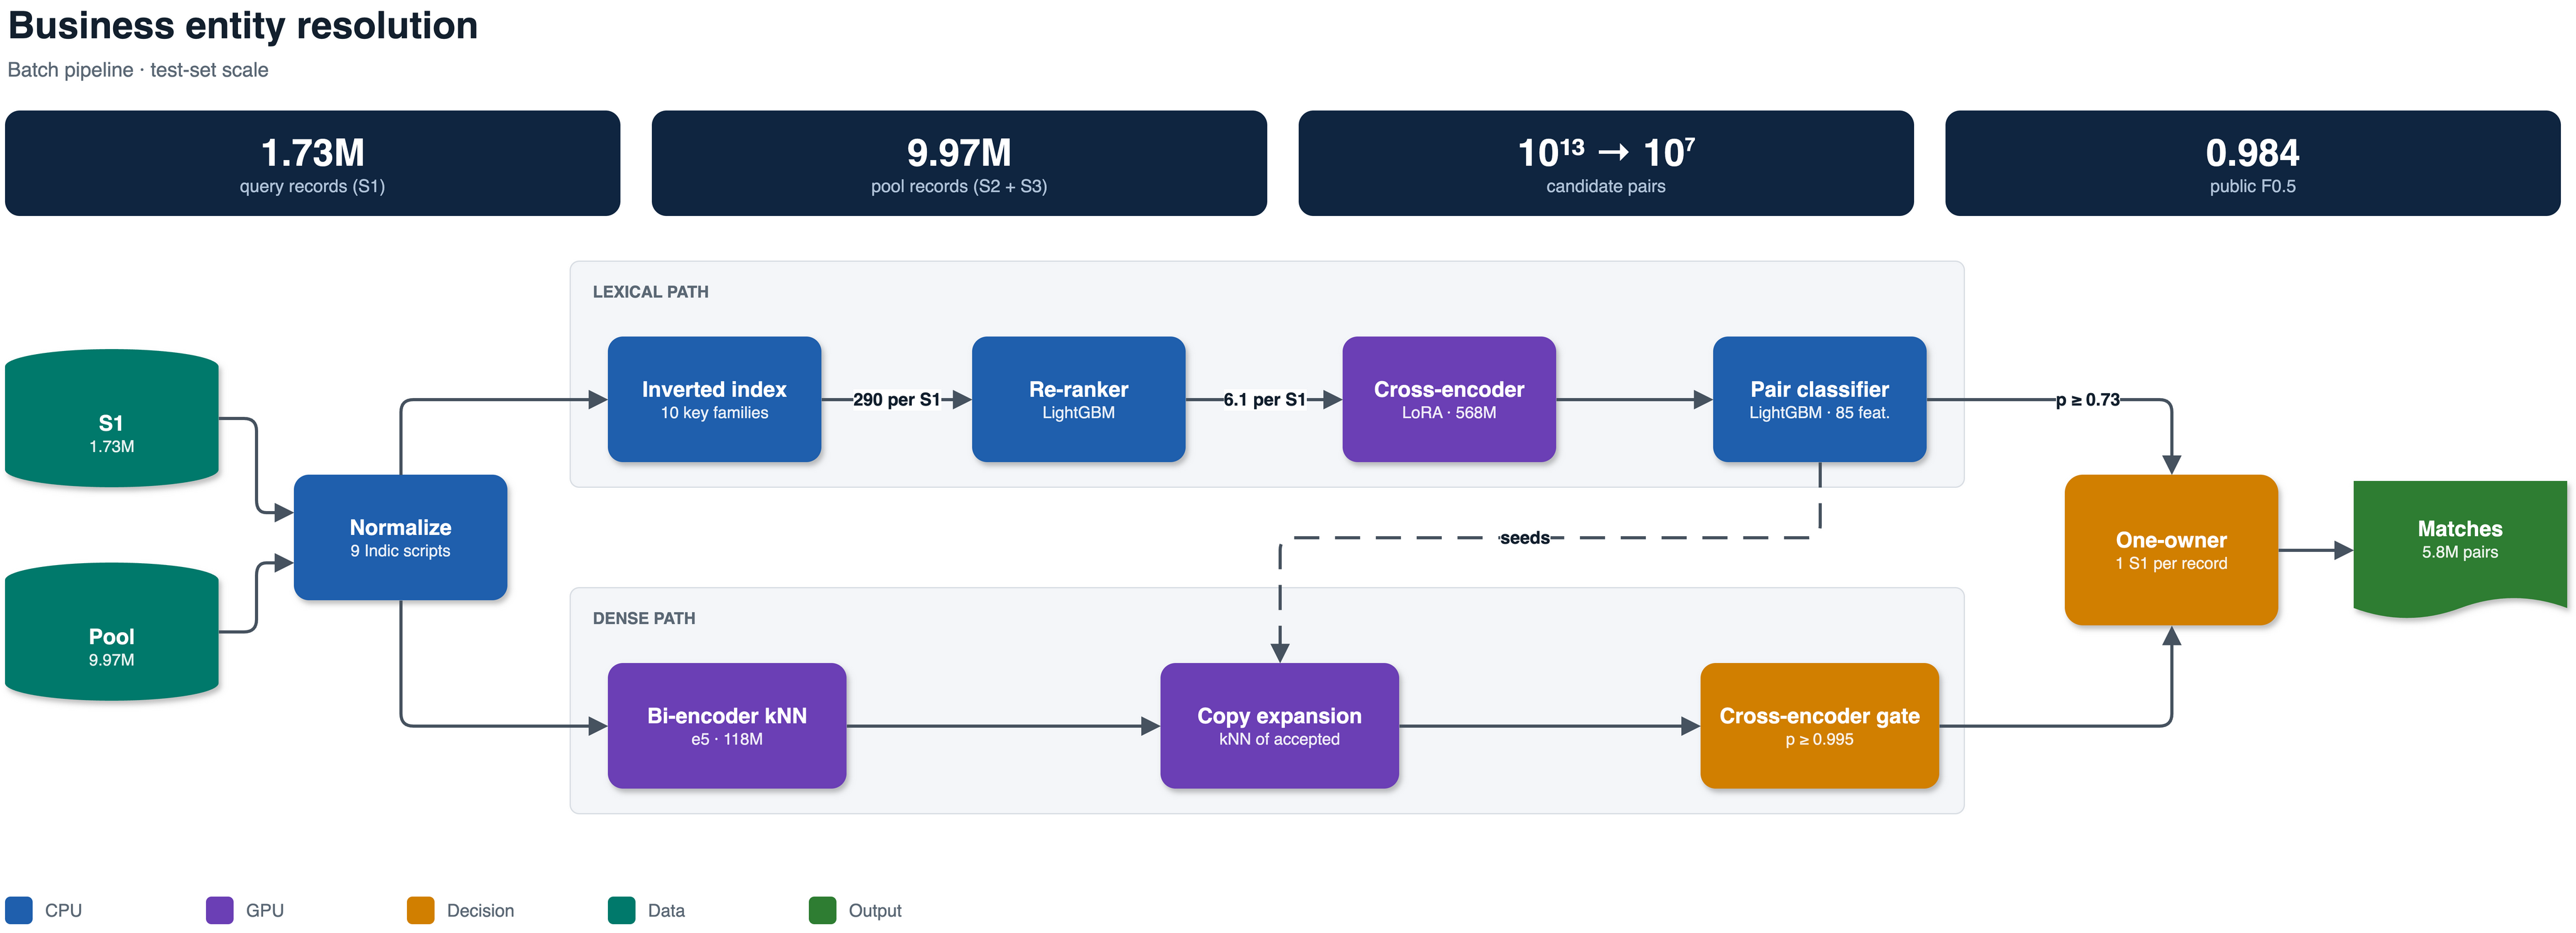 Business entity resolution
Batch pipeline · test-set scale
1.73M
query records (S1)
9.97M
pool records (S2 + S3)
10¹³ → 10⁷
candidate pairs
0.984
public F0.5
LEXICAL PATH
S1
1.73M
Pool
9.97M
Normalize
9 Indic scripts
Inverted index
10 key families
290 per S1
Re-ranker
LightGBM
6.1 per S1
Cross-encoder
LoRA · 568M
Pair classifier
LightGBM · 85 feat.
p ≥ 0.73
seeds
DENSE PATH
Bi-encoder kNN
e5 · 118M
Copy expansion
kNN of accepted
Cross-encoder gate
p ≥ 0.995
One-owner
1 S1 per record
Matches
5.8M pairs
CPU
GPU
Decision
Data
Output